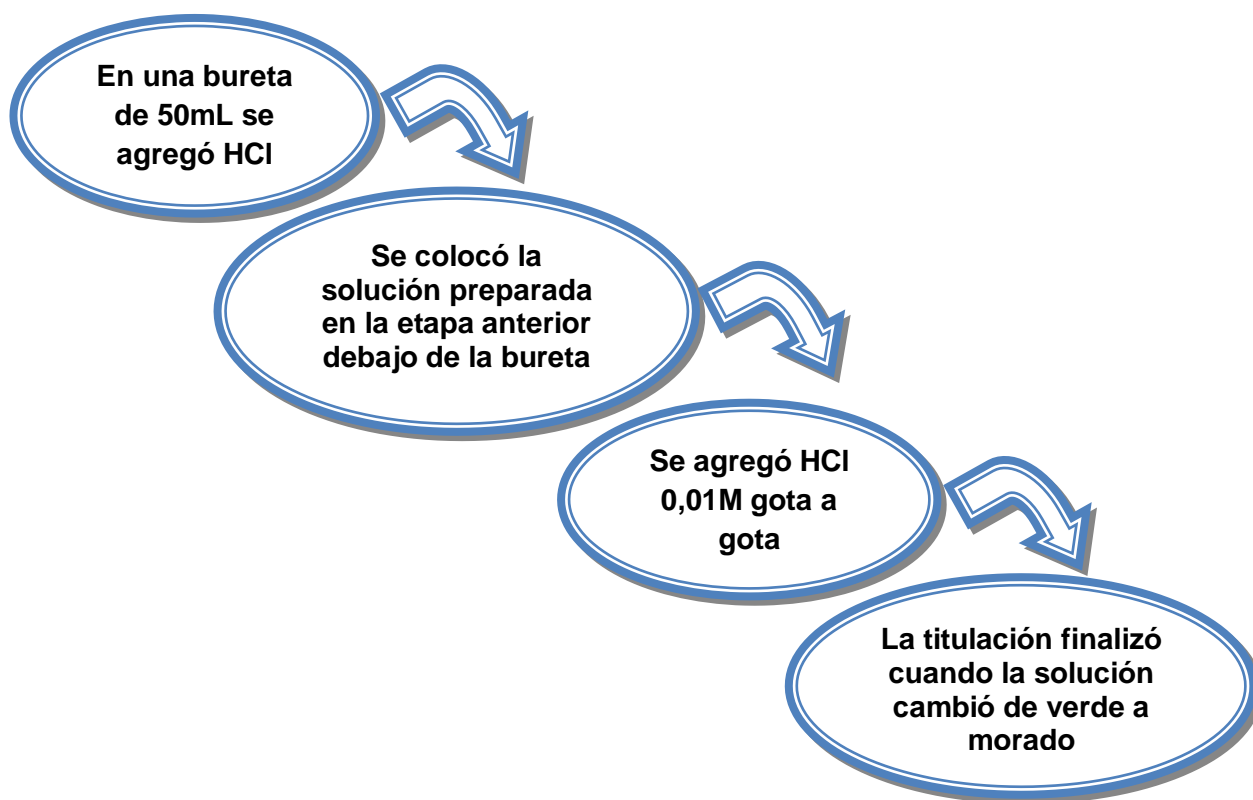 En una bureta
de 50mL se
agregó HCl
Se colocó la
solución preparada
en la etapa anterior
debajo de la bureta
Se agregó HCl
0,01M gota a
gota
La titulación finalizó
cuando la solución
cambió de verde a
morado